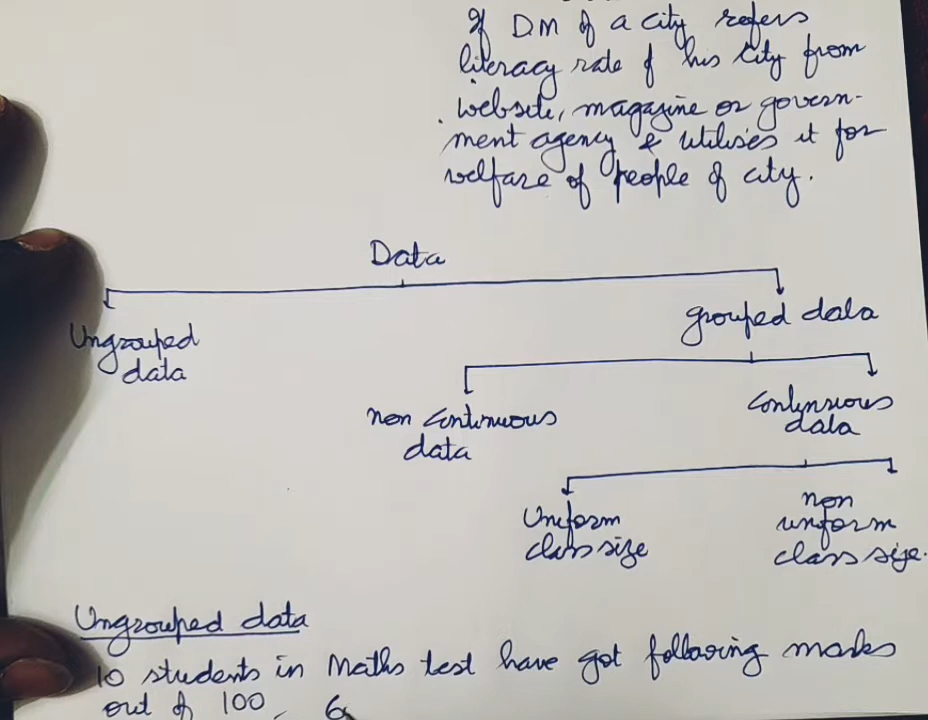 If DM of a city refers
literacy rate of his city from
website, magazine or govern-
ment agency & utilises it for
welfare of people of city.
Data
Ungrouped
data
grouped data
non continuous
data
continuous
data
Uniform
class size
non
uniform
class size.
Ungrouped data
10 students in Maths test have got following marks
out of 100,